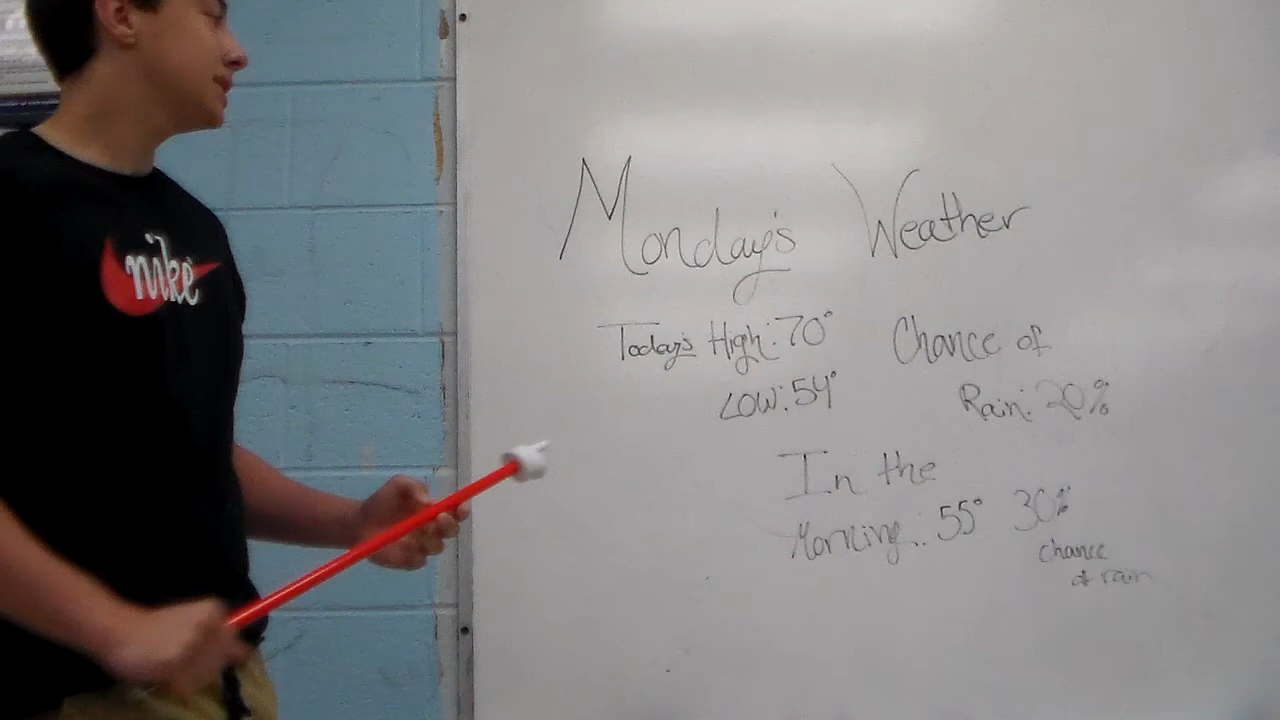 nike
Monday's Weather
Today's High: 70°
LOW: 54°
Chance of
Rain: 20%
In the
Morning: 55° 30%
chance
of rain